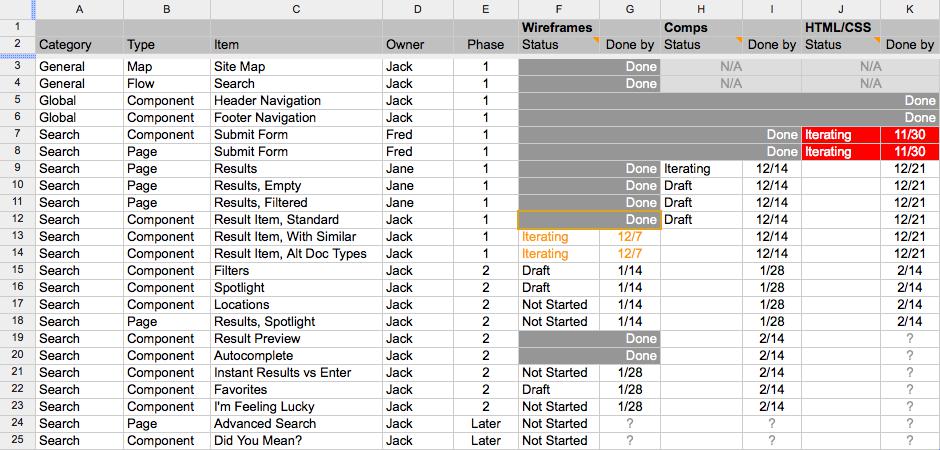 A B C D E F G H I J K
1 Wireframes Comps HTML/CSS
2 Category Type Item Owner Phase Status Done by Status Done by Status Done by
3 General Map Site Map Jack 1 Done N/A N/A
4 General Flow Search Jack 1 Done N/A N/A
5 Global Component Header Navigation Jack 1 Done
6 Global Component Footer Navigation Jack 1 Done
7 Search Component Submit Form Fred 1 Done Iterating 11/30
8 Search Page Submit Form Fred 1 Done Iterating 11/30
9 Search Page Results Jane 1 Done Iterating 12/14 12/21
10 Search Page Results, Empty Jane 1 Done Draft 12/14 12/21
11 Search Page Results, Filtered Jane 1 Done Draft 12/14 12/21
12 Search Component Result Item, Standard Jack 1 Done Draft 12/14 12/21
13 Search Component Result Item, With Similar Jack 1 Iterating 12/7 12/14 12/21
14 Search Component Result Item, Alt Doc Types Jack 1 Iterating 12/7 12/14 12/21
15 Search Component Filters Jack 2 Draft 1/14 1/28 2/14
16 Search Component Spotlight Jack 2 Draft 1/14 1/28 2/14
17 Search Component Locations Jack 2 Not Started 1/14 1/28 2/14
18 Search Page Results, Spotlight Jack 2 Not Started 1/14 1/28 2/14
19 Search Component Result Preview Jack 2 Done 2/14 ?
20 Search Component Autocomplete Jack 2 Done 2/14 ?
21 Search Component Instant Results vs Enter Jack 2 Not Started 1/28 2/14 ?
22 Search Component Favorites Jack 2 Draft 1/28 2/14 ?
23 Search Component I'm Feeling Lucky Jack 2 Not Started 1/28 2/14 ?
24 Search Page Advanced Search Jack Later Not Started ? ? ?
25 Search Component Did You Mean? Jack Later Not Started ? ? ?